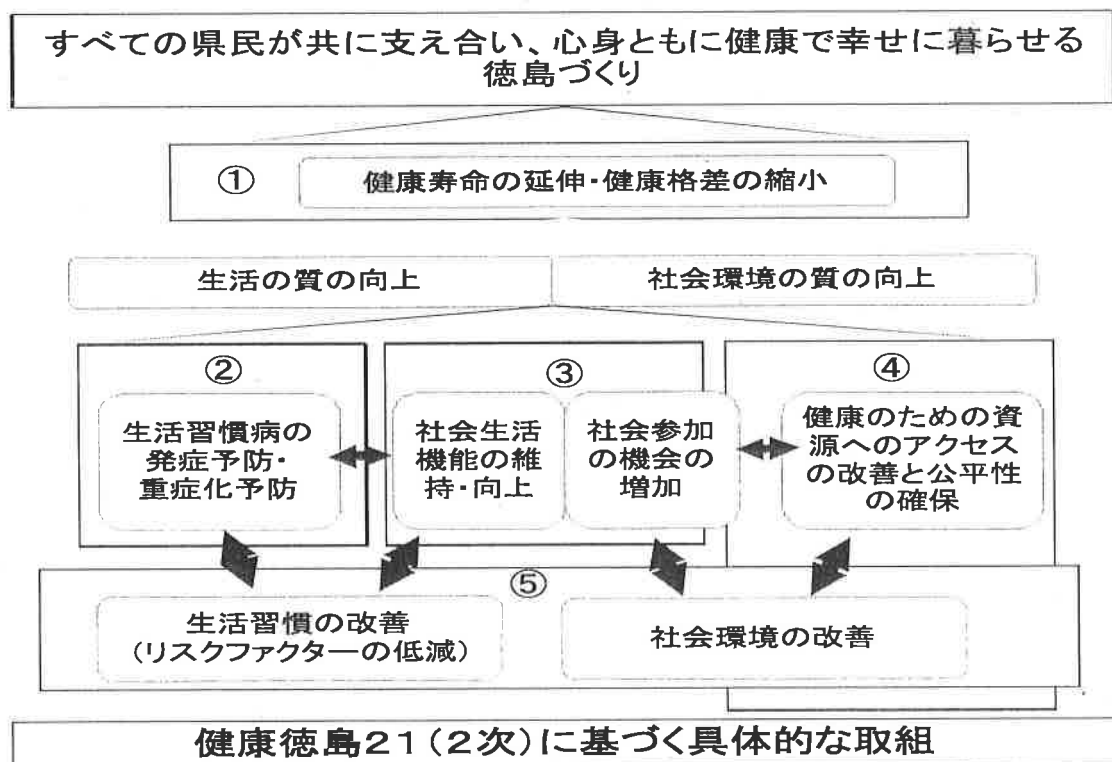 すべての県民が共に支え合い、心身ともに健康で幸せに暮らせる
徳島づくり
①
健康寿命の延伸・健康格差の縮小
生活の質の向上
社会環境の質の向上
②
生活習慣病の
発症予防・
重症化予防
③
社会生活
機能の維
持・向上
社会参加
の機会の
増加
④
健康のための資
源へのアクセス
の改善と公平性
の確保
⑤
生活習慣の改善
(リスクファクターの低減)
社会環境の改善
健康徳島21(2次)に基づく具体的な取組